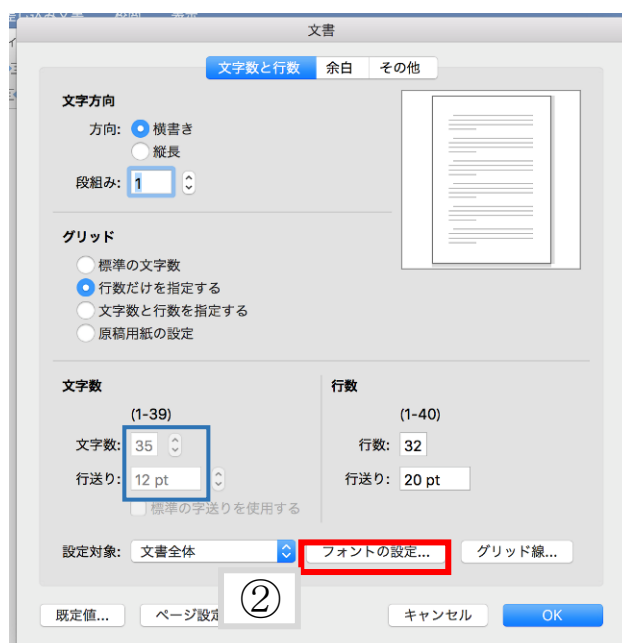 文書
文字数と行数 余白 その他
文字方向
方向: 横書き
縦長
段組み: 1
グリッド
標準の文字数
行数だけを指定する
文字数と行数を指定する
原稿用紙の設定
文字数 行数
(1-39) (1-40)
文字数: 35 行数: 32
行送り: 12 pt 行送り: 20 pt
標準の字送りを使用する
設定対象: 文書全体 フォントの設定... グリッド線...
②
既定値... ページ設定 キャンセル OK